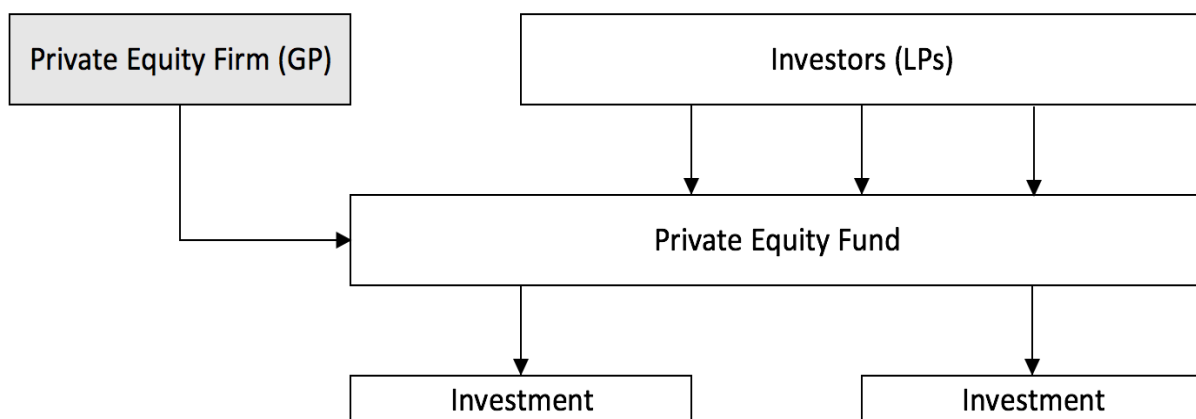 Private Equity Firm (GP)
Investors (LPs)
Private Equity Fund
Investment
Investment